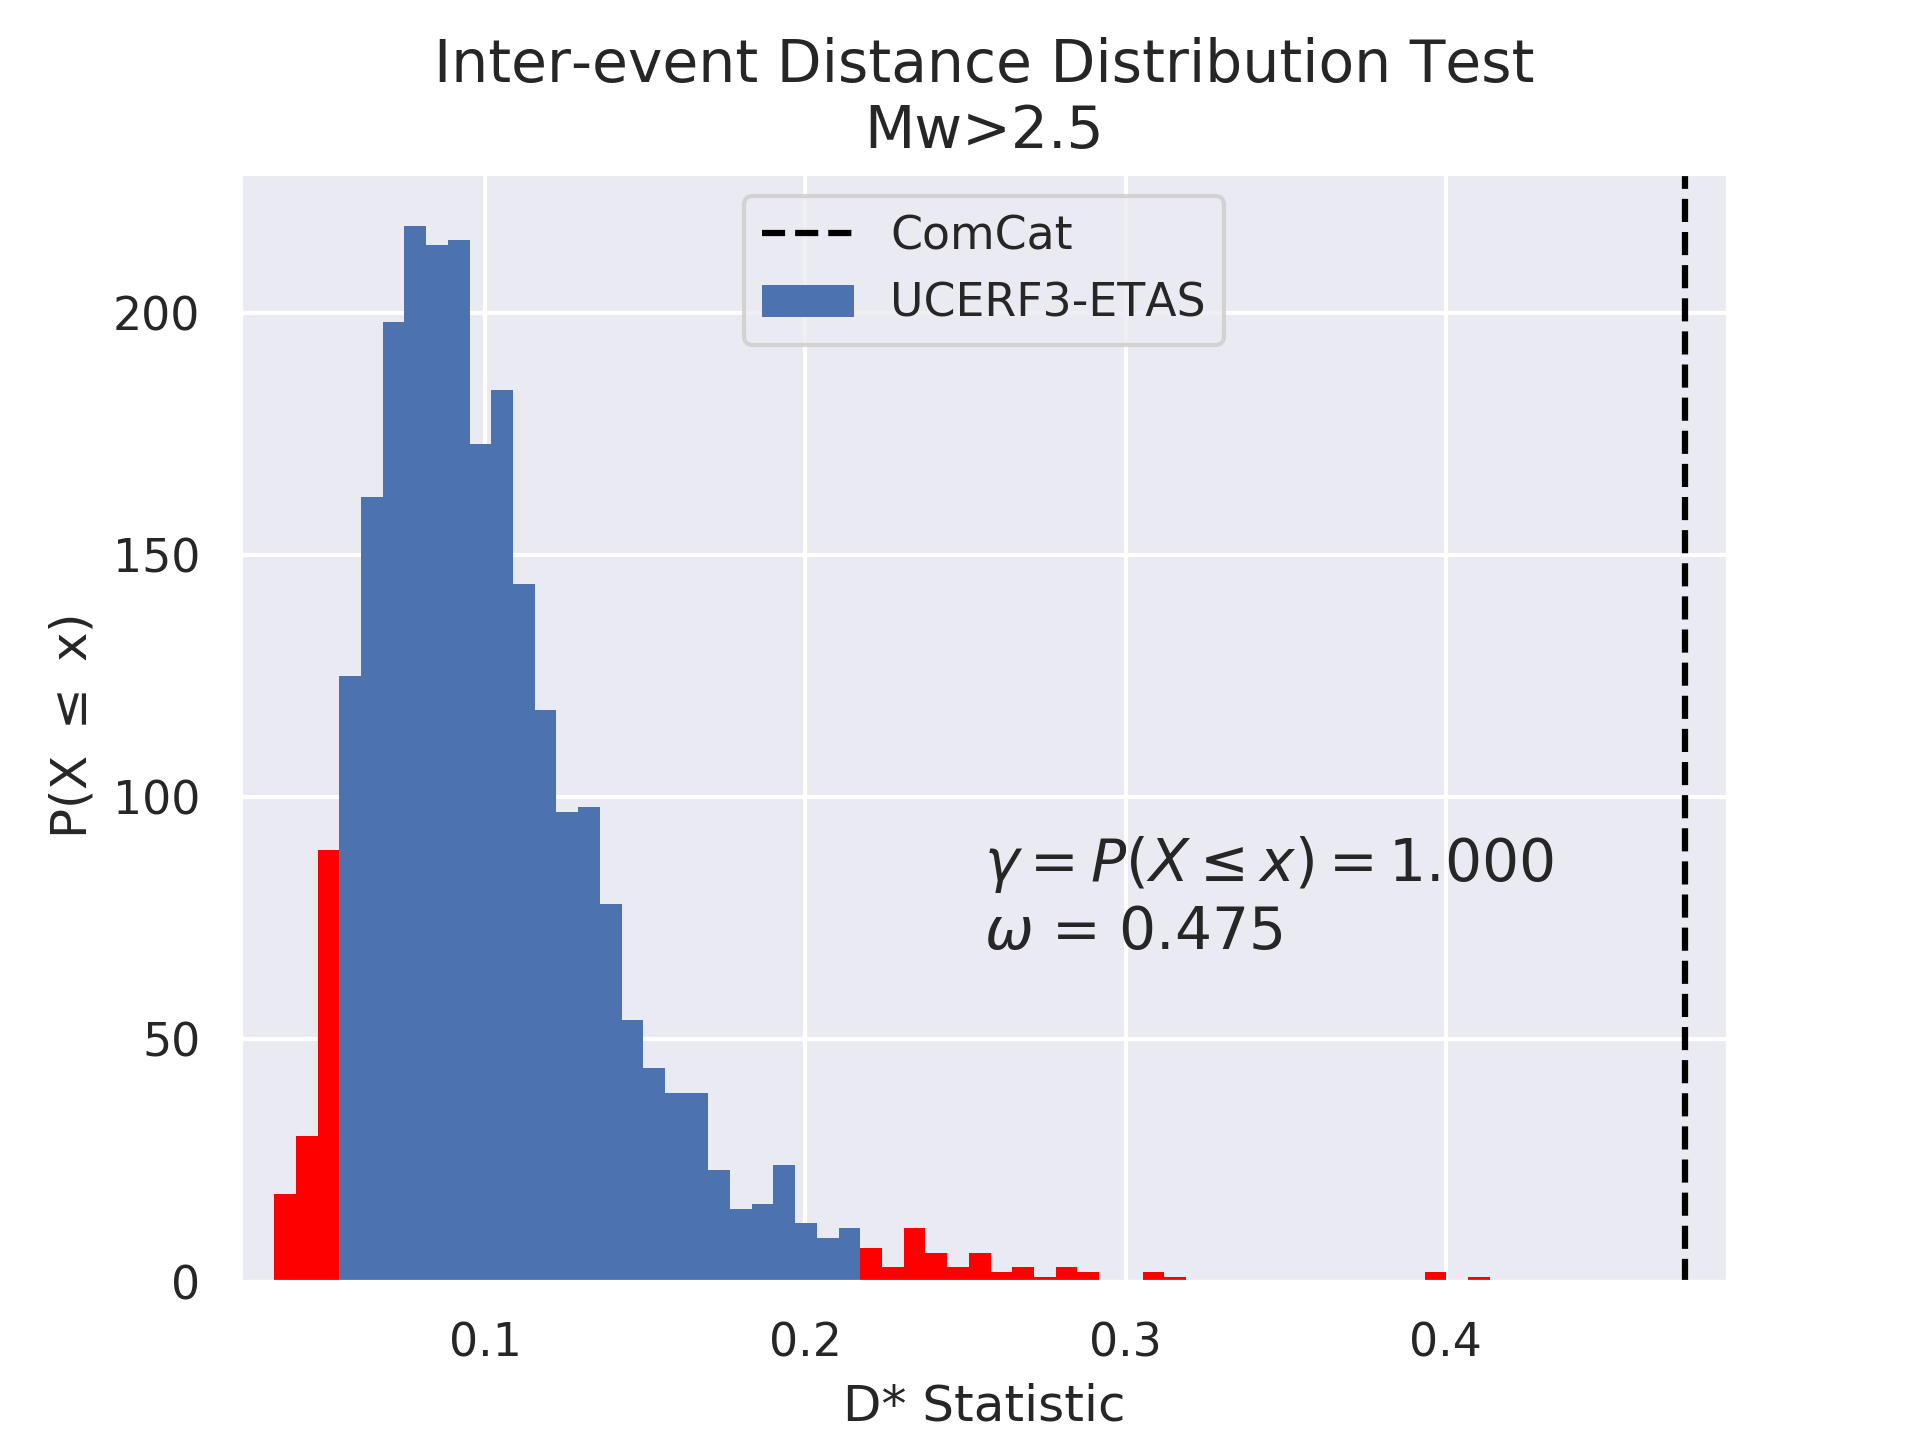 Inter-event Distance Distribution Test
Mw>2.5
ComCat
UCERF3-ETAS
P(X ≤ x)
200
150
100
50
0
γ = P(X ≤ x) = 1.000
ω = 0.475
0.1 0.2 0.3 0.4
D* Statistic